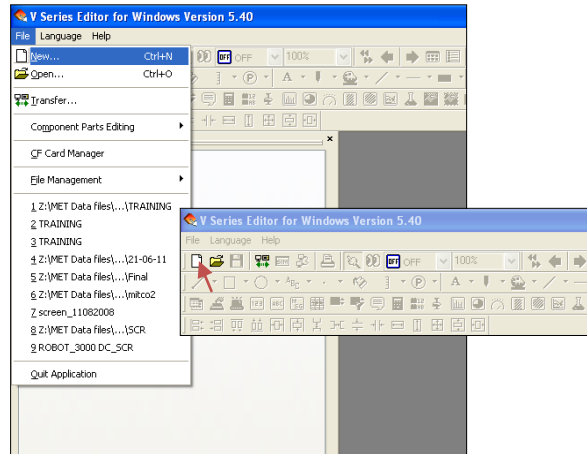 V Series Editor for Windows Version 5.40
File Language Help
New... Ctrl+N
OFF OFF 100%
Open... Ctrl+O
Transfer...
Component Parts Editing
CF Card Manager
File Management
1 Z:\MET Data files\...\TRAINING
2 TRAINING
3 TRAINING
4 Z:\MET Data files\...\21-06-11
5 Z:\MET Data files\...\Final
6 Z:\MET Data files\...\mitco2
7 screen_11082008
8 Z:\MET Data files\...\SCR
9 ROBOT_3000 DC_SCR
Quit Application
V Series Editor for Windows Version 5.40
File Language Help
OFF OFF 100%